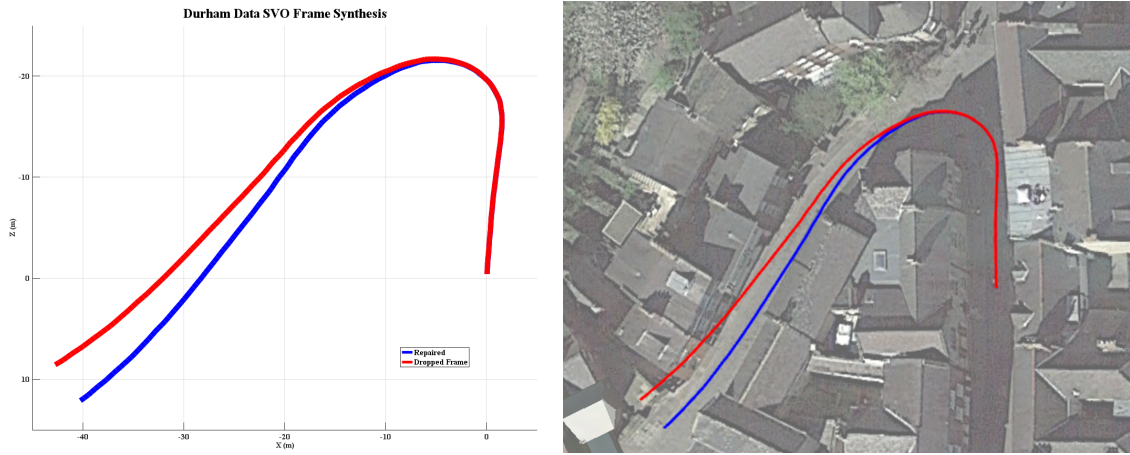 Durham Data SVO Frame Synthesis
-20
-10
0
10
Z (m)
Repaired
Dropped Frame
-40
-30
-20
-10
0
X (m)